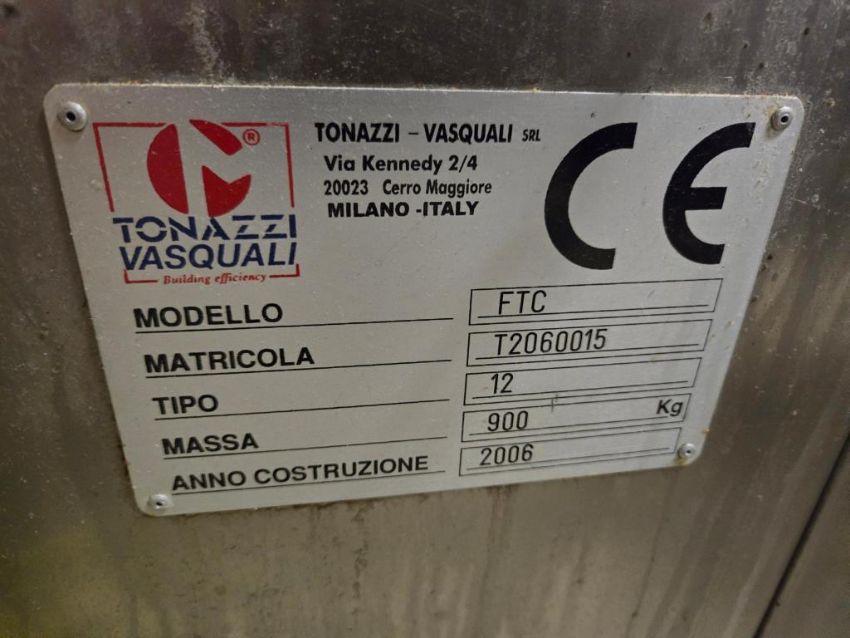 ®
TONAZZI
VASQUALI
Building efficiency
TONAZZI - VASQUALI SRL
Via Kennedy 2/4
20023 Cerro Maggiore
MILANO -ITALY
CE
MODELLO FTC
MATRICOLA T2060015
TIPO 12
MASSA 900 Kg
ANNO COSTRUZIONE 2006